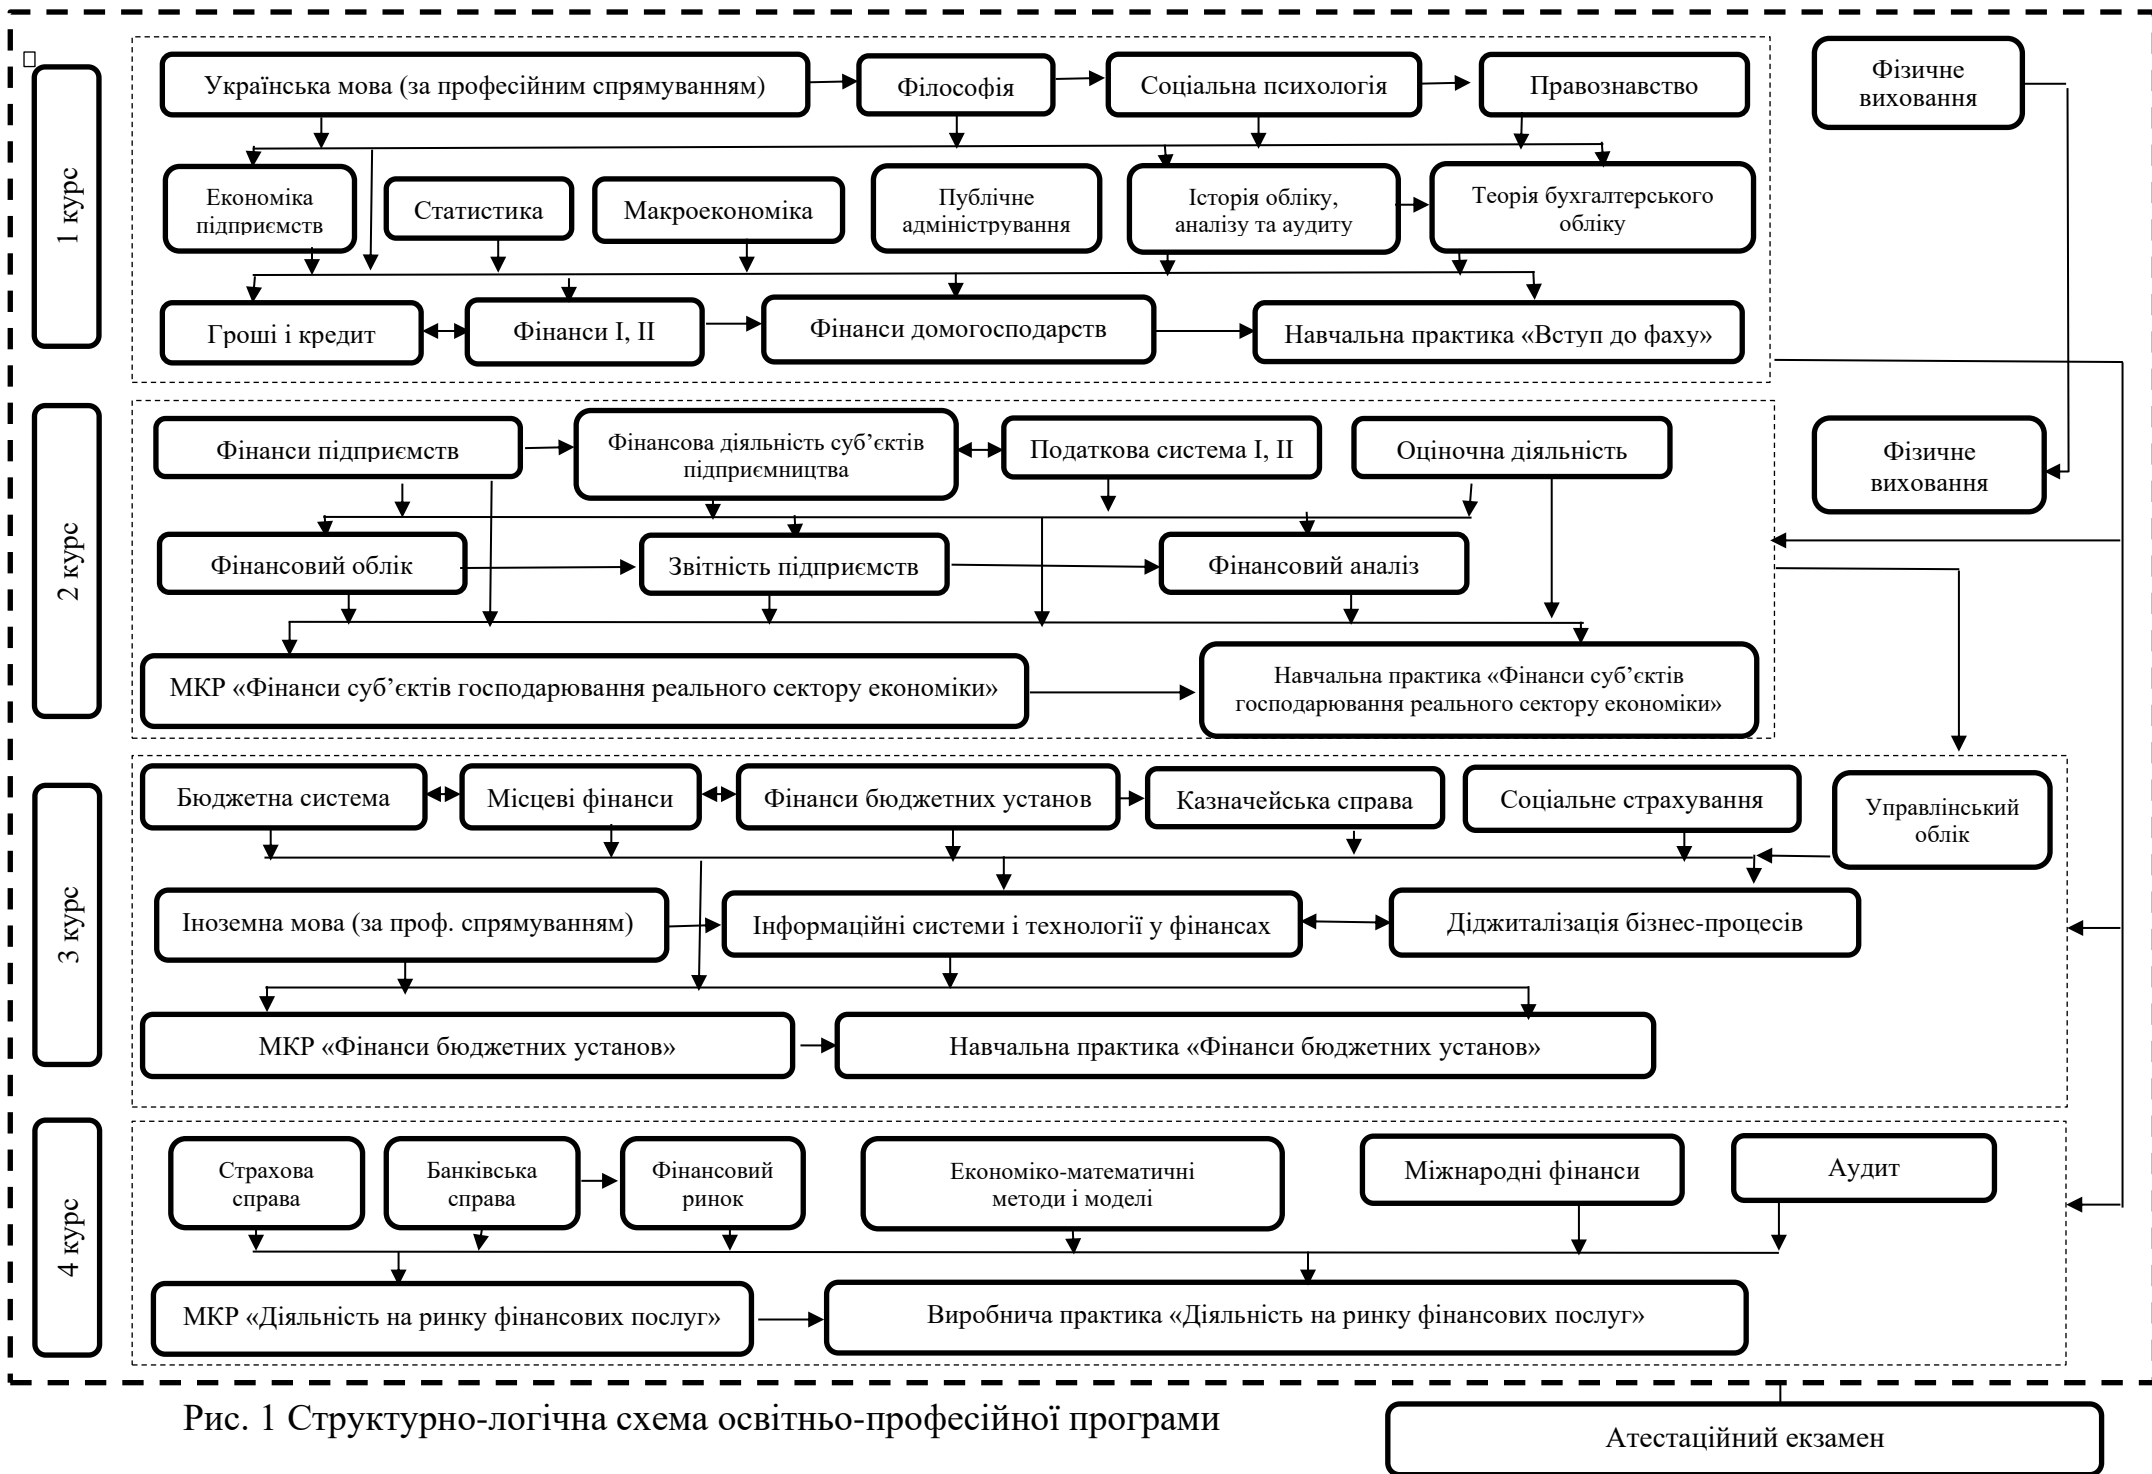 1 курс
Українська мова (за професійним спрямуванням)
Філософія
Соціальна психологія
Правознавство
Фізичне
виховання
Економіка
підприємств
Статистика
Макроекономіка
Публічне
адміністрування
Історія обліку,
аналізу та аудиту
Теорія бухгалтерського
обліку
Гроші і кредит
Фінанси І, ІІ
Фінанси домогосподарств
Навчальна практика «Вступ до фаху»
2 курс
Фінанси підприємств
Фінансова діяльність суб’єктів
підприємництва
Податкова система І, ІІ
Оціночна діяльність
Фізичне
виховання
Фінансовий облік
Звітність підприємств
Фінансовий аналіз
МКР «Фінанси суб’єктів господарювання реального сектору економіки»
Навчальна практика «Фінанси суб’єктів
господарювання реального сектору економіки»
3 курс
Бюджетна система
Місцеві фінанси
Фінанси бюджетних установ
Казначейська справа
Соціальне страхування
Управлінський
облік
Іноземна мова (за проф. спрямуванням)
Інформаційні системи і технології у фінансах
Діджиталізація бізнес-процесів
МКР «Фінанси бюджетних установ»
Навчальна практика «Фінанси бюджетних установ»
4 курс
Страхова
справа
Банківська
справа
Фінансовий
ринок
Економіко-математичні
методи і моделі
Міжнародні фінанси
Аудит
МКР «Діяльність на ринку фінансових послуг»
Виробнича практика «Діяльність на ринку фінансових послуг»
Рис. 1 Структурно-логічна схема освітньо-професійної програми
Атестаційний екзамен